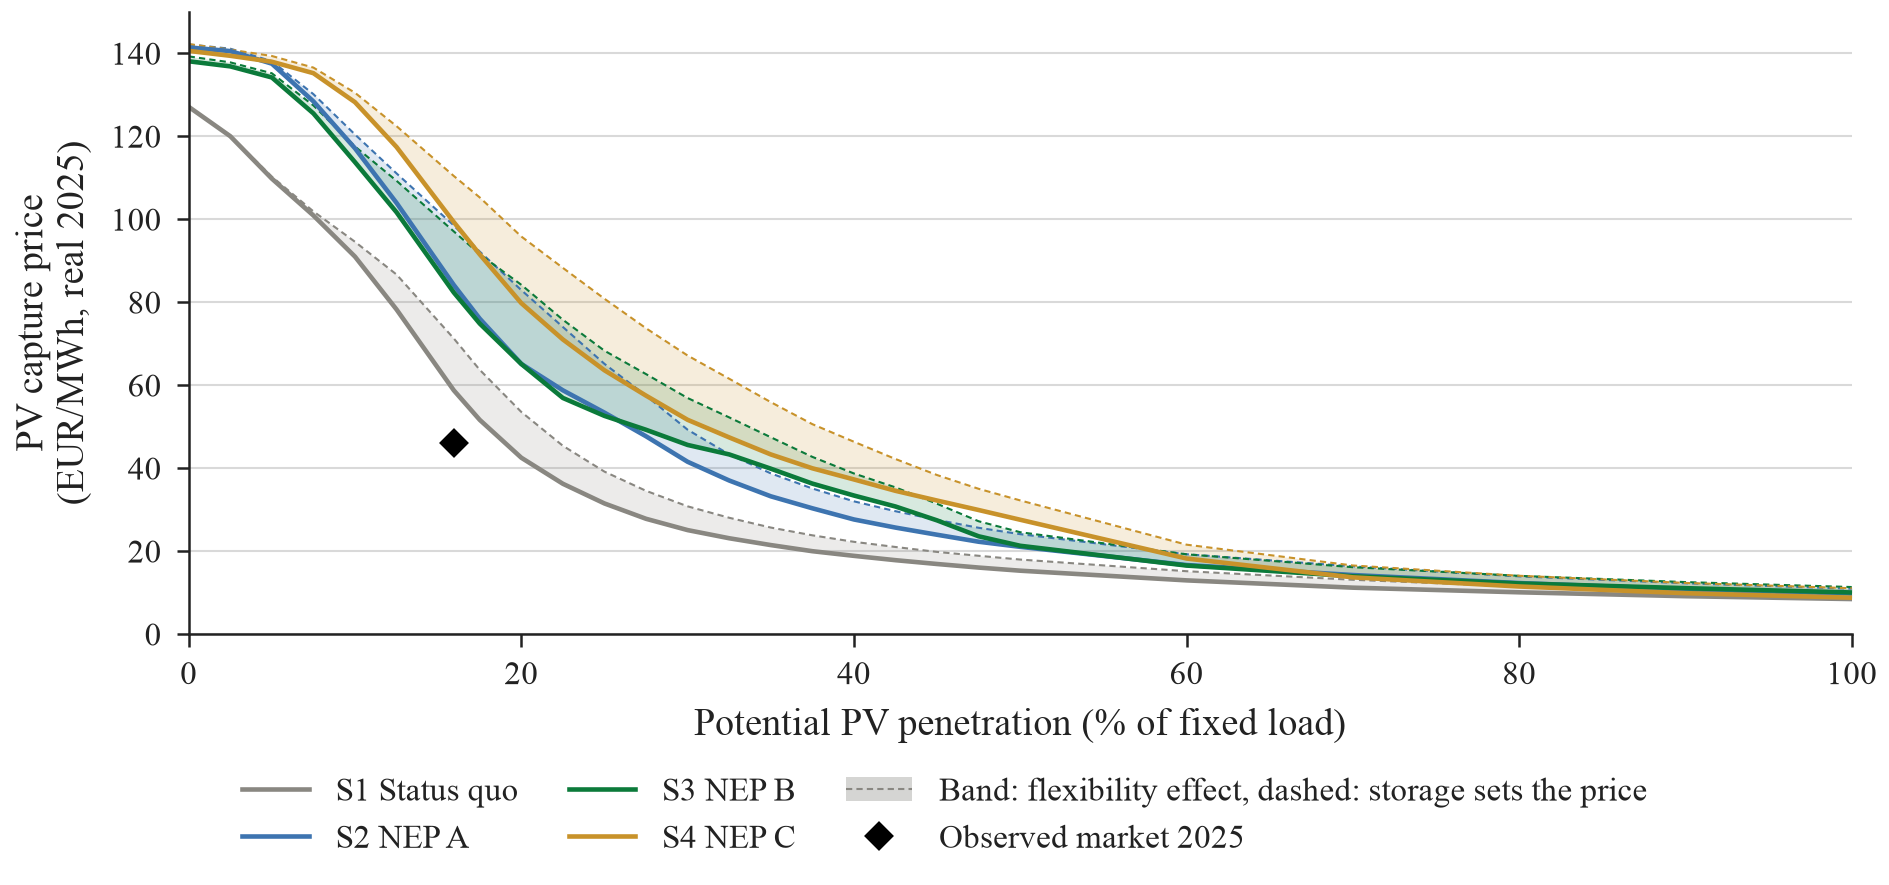 140
120
100
80
60
40
20
0
PV capture price
(EUR/MWh, real 2025)
0 20 40 60 80 100
Potential PV penetration (% of fixed load)
S1 Status quo
S2 NEP A
S3 NEP B
S4 NEP C
Band: flexibility effect, dashed: storage sets the price
Observed market 2025